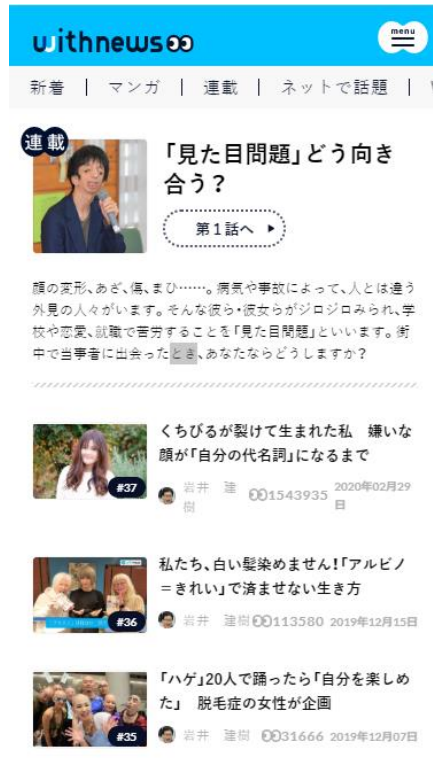 withnews
menu
新着 | マンガ | 連載 | ネットで話題 |
連載
「見た目問題」どう向き
合う？
第1話へ ▶
顔の変形、あざ、傷、まひ……。病気や事故によって、人とは違う
外見の人々がいます。そんな彼ら・彼女らがジロジロみられ、学
校や恋愛、就職で苦労することを「見た目問題」といいます。街
中で当事者に出会ったとき、あなたならどうしますか？
くちびるが裂けて生まれた私　嫌いな
顔が「自分の代名詞」になるまで
#37
岩井　建樹
1543935
2020年02月29日
私たち、白い髪染めません！「アルビノ
＝きれい」で済ませない生き方
#36
岩井　建樹 113580 2019年12月15日
「ハゲ」20人で踊ったら「自分を楽しめ
た」　脱毛症の女性が企画
#35
岩井　建樹 31666 2019年12月07日